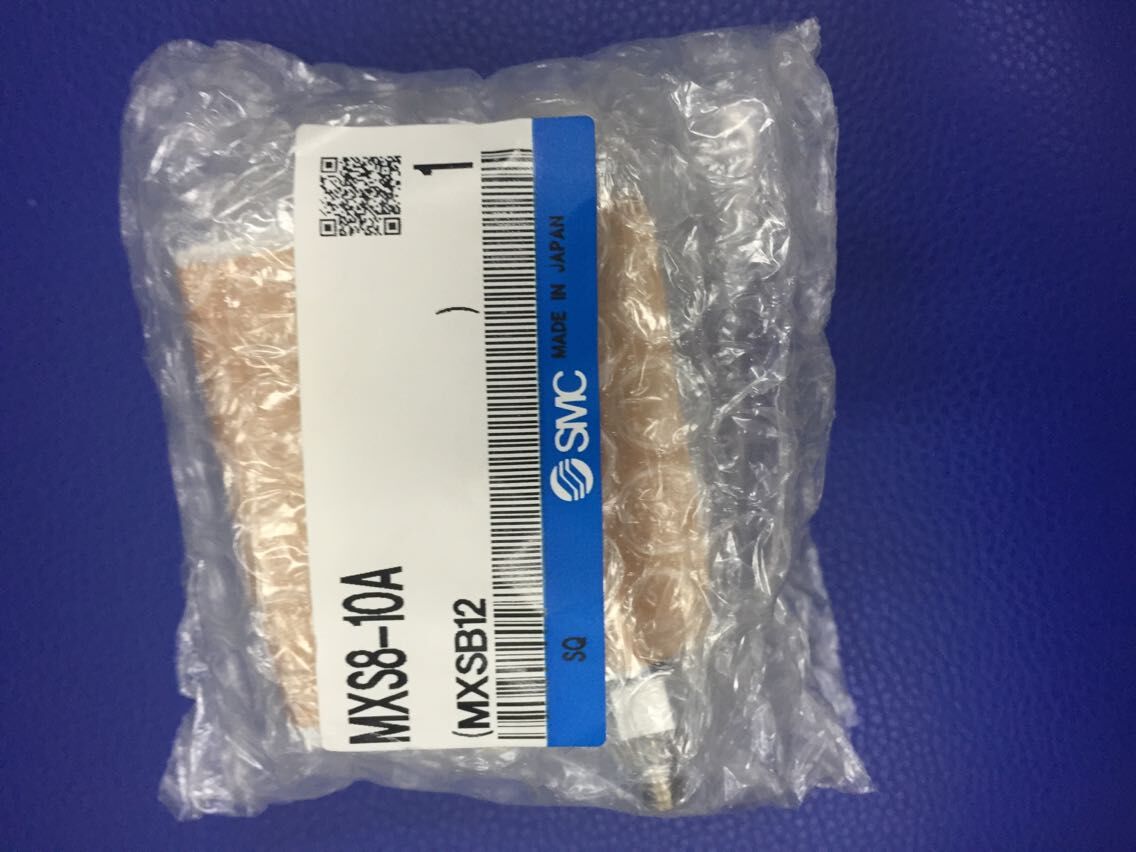 MXS8-10A
1
(MXSB12 )
SQ SMC MADE IN JAPAN